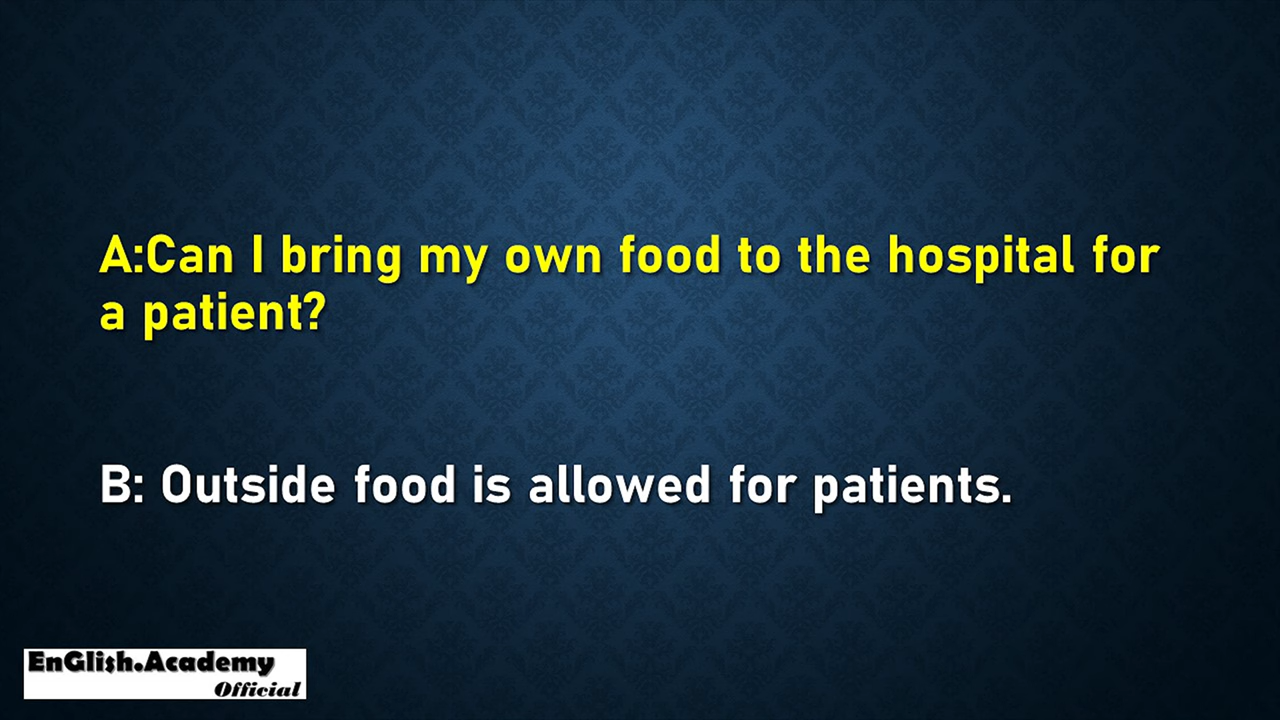 A:Can I bring my own food to the hospital for
a patient?
B: Outside food is allowed for patients.
EnGlish.Academy
Official